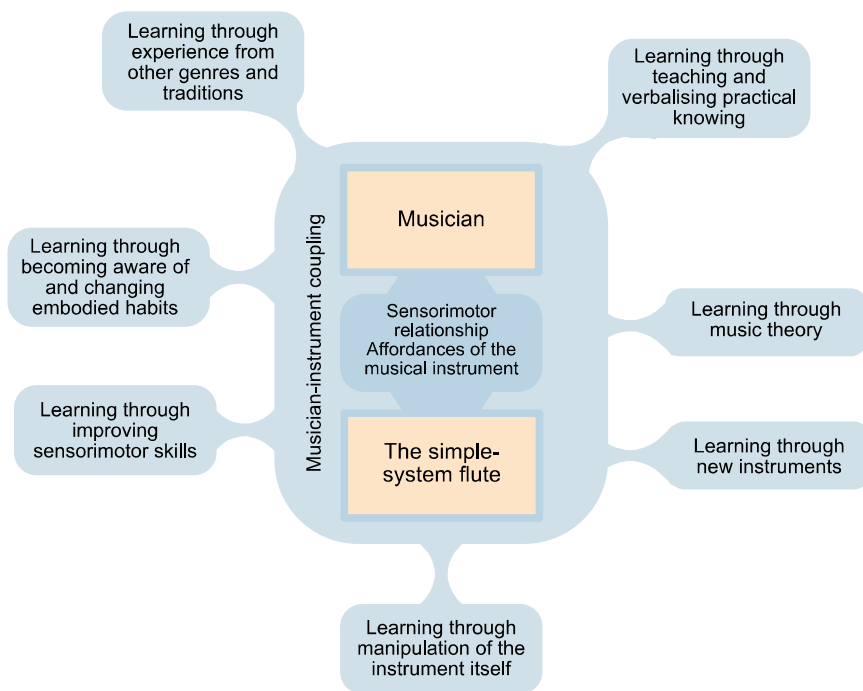 Learning through
experience from
other genres and
traditions
Learning through
teaching and
verbalising practical
knowing
Musician-instrument coupling
Musician
Learning through
becoming aware of
and changing
embodied habits
Sensorimotor
relationship
Affordances of the
musical instrument
Learning through
music theory
Learning through
improving
sensorimotor skills
The simple-
system flute
Learning through
new instruments
Learning through
manipulation of the
instrument itself